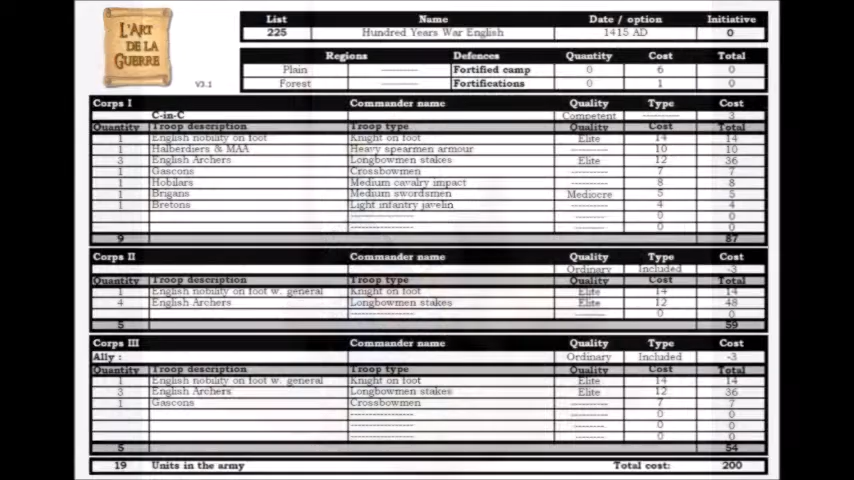 L'ART
DE LA
GUERRE
V3.1
List Name Date / option Initiative
225 Hundred Years War English 1415 AD 0
Regions Defences Quantity Cost Total
Plain ---------- Fortified camp 0 6 0
Forest ---------- Fortifications 0 1 0
Corps I Commander name Quality Type Cost
C-in-C Competent ---------- 3
Quantity Troop description Troop type Quality Cost Total
1 English nobility on foot Knight on foot Elite 14 14
1 Halberdiers & MAA Heavy spearmen armour ---------- 10 10
3 English Archers Longbowmen stakes Elite 12 36
1 Gascons Crossbowmen ---------- 7 7
1 Hobilars Medium cavalry impact ---------- 8 8
1 Brigans Medium swordsmen Mediocre 5 5
1 Bretons Light infantry javelin ---------- 4 4
---------------- ---------- 0 0
---------------- ---------- 0 0
9 87
Corps II Commander name Quality Type Cost
Ordinary Included -3
Quantity Troop description Troop type Quality Cost Total
1 English nobility on foot w. general Knight on foot Elite 14 14
4 English Archers Longbowmen stakes Elite 12 48
---------------- ---------- 0 0
5 59
Corps III Commander name Quality Type Cost
Ally : Ordinary Included -3
Quantity Troop description Troop type Quality Cost Total
1 English nobility on foot w. general Knight on foot Elite 14 14
3 English Archers Longbowmen stakes Elite 12 36
1 Gascons Crossbowmen ---------- 7 7
---------------- ---------- 0 0
---------------- ---------- 0 0
---------------- ---------- 0 0
5 54
19 Units in the army Total cost: 200